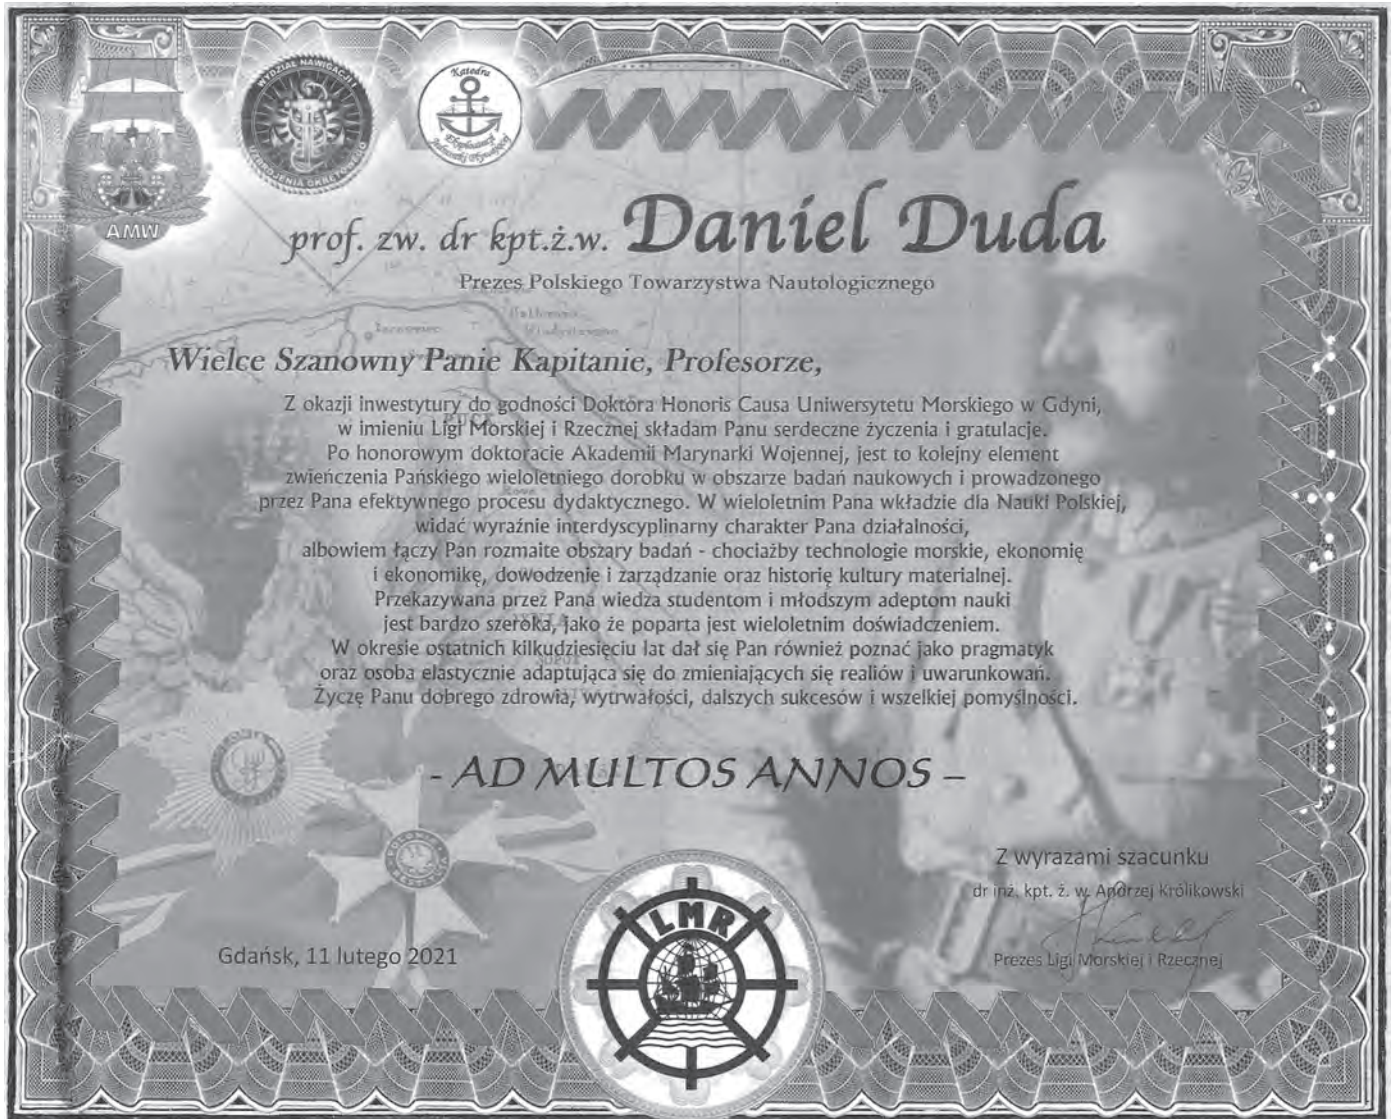 AMW
WYDZIAŁ NAWIGACJI I
UZBROJENIA OKRĘTOWEGO
Katedra
Eksploatacji
Jednostki Pływającej
prof. zw. dr kpt.ż.w. Daniel Duda
Prezes Polskiego Towarzystwa Nautologicznego
Wielce Szanowny Panie Kapitanie, Profesorze,
Z okazji inwestytury do godności Doktora Honoris Causa Uniwersytetu Morskiego w Gdyni,
w imieniu Ligi Morskiej i Rzecznej składam Panu serdeczne życzenia i gratulacje.
Po honorowym doktoracie Akademii Marynarki Wojennej, jest to kolejny element
zwieńczenia Pańskiego wieloletniego dorobku w obszarze badań naukowych i prowadzonego
przez Pana efektywnego procesu dydaktycznego. W wieloletnim Pana wkładzie dla Nauki Polskiej,
widać wyraźnie interdyscyplinarny charakter Pana działalności,
albowiem łączy Pan rozmaite obszary badań - chociażby technologie morskie, ekonomię
i ekonomikę, dowodzenie i zarządzanie oraz historię kultury materialnej.
Przekazywana przez Pana wiedza studentom i młodszym adeptom nauki
jest bardzo szeroka, jako że poparta jest wieloletnim doświadczeniem.
W okresie ostatnich kilkudziesięciu lat dał się Pan również poznać jako pragmatyk
oraz osoba elastycznie adaptująca się do zmieniających się realiów i uwarunkowań.
Życzę Panu dobrego zdrowia, wytrwałości, dalszych sukcesów i wszelkiej pomyślności.
- AD MULTOS ANNOS –
Z wyrazami szacunku
dr inż. kpt. ż. w. Andrzej Królikowski
Prezes Ligi Morskiej i Rzecznej
Gdańsk, 11 lutego 2021
LMR